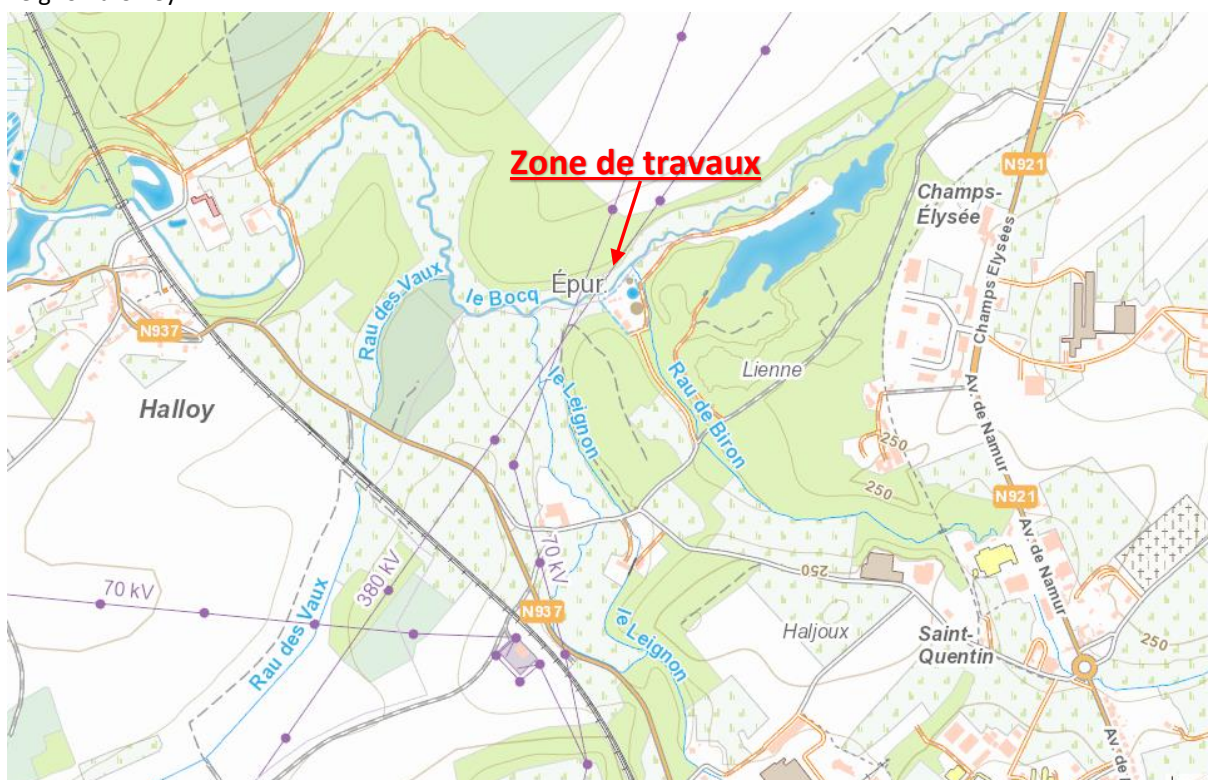 N921
Zone de travaux
Champs-
Élysée
Rau des Vaux
le Bocq
Épur.
N937
Champs Elysées
Lienne
Rau de Biron
le Leignon
Halloy
Av. de Namur
250
250
N921
Av. de Namur
70 kV
250
70 kV
380 kV
N937
le Leignon
Haljoux
Saint-
Quentin
250
Rau des Vaux